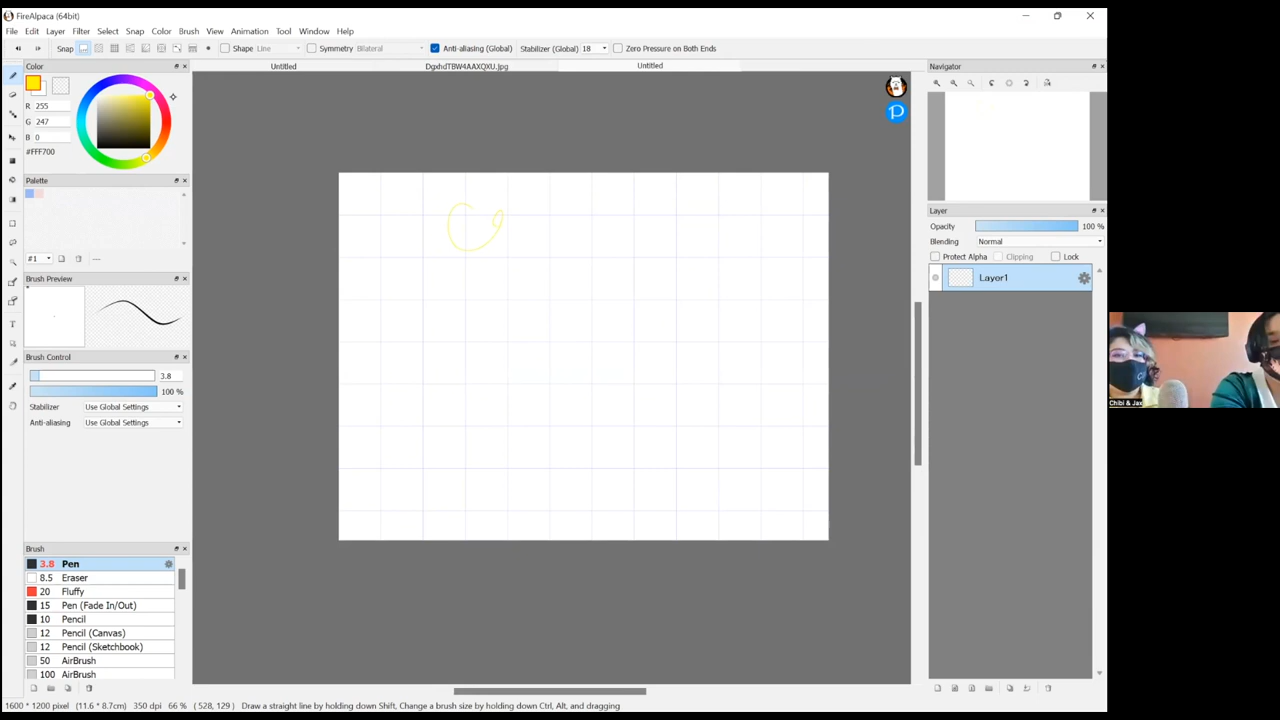 FireAlpaca (64bit)
File Edit Layer Filter Select Snap Color Brush View Animation Tool Window Help
Snap Shape Line Symmetry Bilateral Anti-aliasing (Global) Stabilizer (Global) 18 Zero Pressure on Both Ends
Untitled DgxhdTBW4AAXQXU.jpg Untitled
Color
R 255
G 247
B 0
#FFF700
Palette
#1 ---
Brush Preview
Brush Control
3.8
100 %
Stabilizer Use Global Settings
Anti-aliasing Use Global Settings
Brush
3.8 Pen
8.5 Eraser
20 Fluffy
15 Pen (Fade In/Out)
10 Pencil
12 Pencil (Canvas)
12 Pencil (Sketchbook)
50 AirBrush
100 AirBrush
1600 * 1200 pixel (11.6 * 8.7cm) 350 dpi 66 % (528, 129) Draw a straight line by holding down Shift, Change a brush size by holding down Ctrl, Alt, and dragging
Navigator
Layer
Opacity 100 %
Blending Normal
Protect Alpha Clipping Lock
Layer1
Chibi & Jax